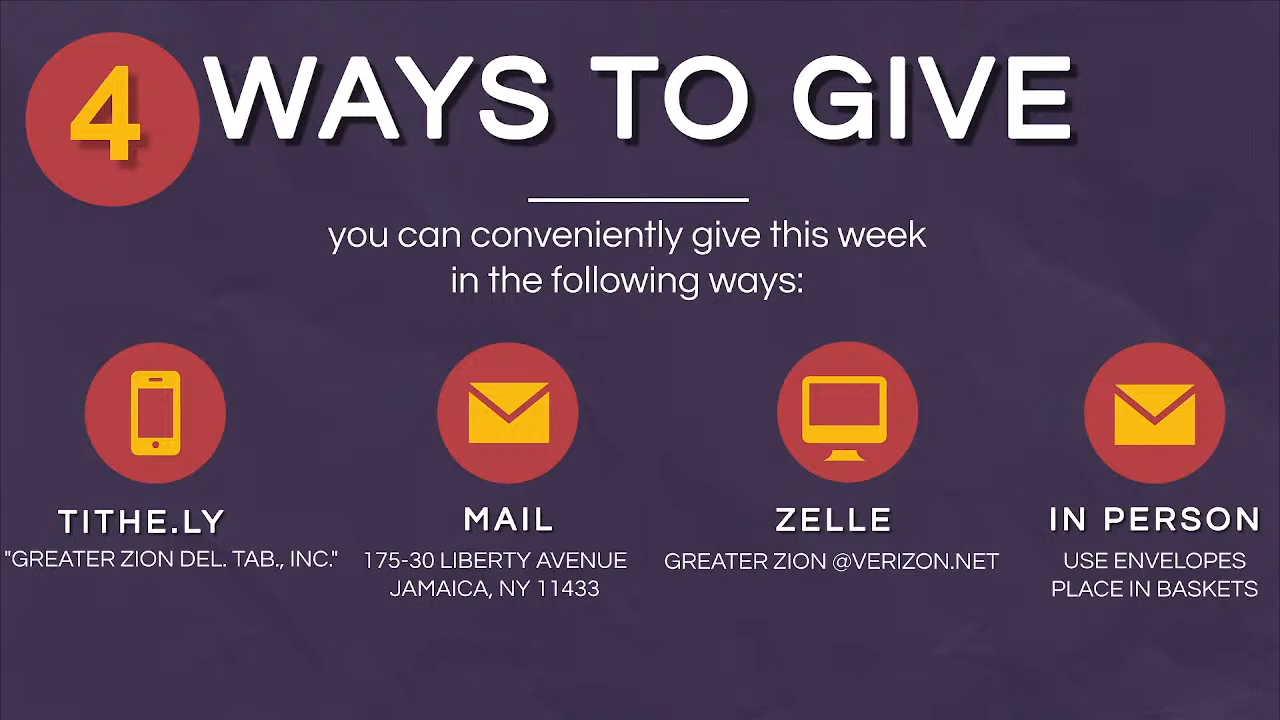 4 WAYS TO GIVE
you can conveniently give this week
in the following ways:
TITHE.LY
"GREATER ZION DEL. TAB., INC."
MAIL
175-30 LIBERTY AVENUE
JAMAICA, NY 11433
ZELLE
GREATER ZION @VERIZON.NET
IN PERSON
USE ENVELOPES
PLACE IN BASKETS